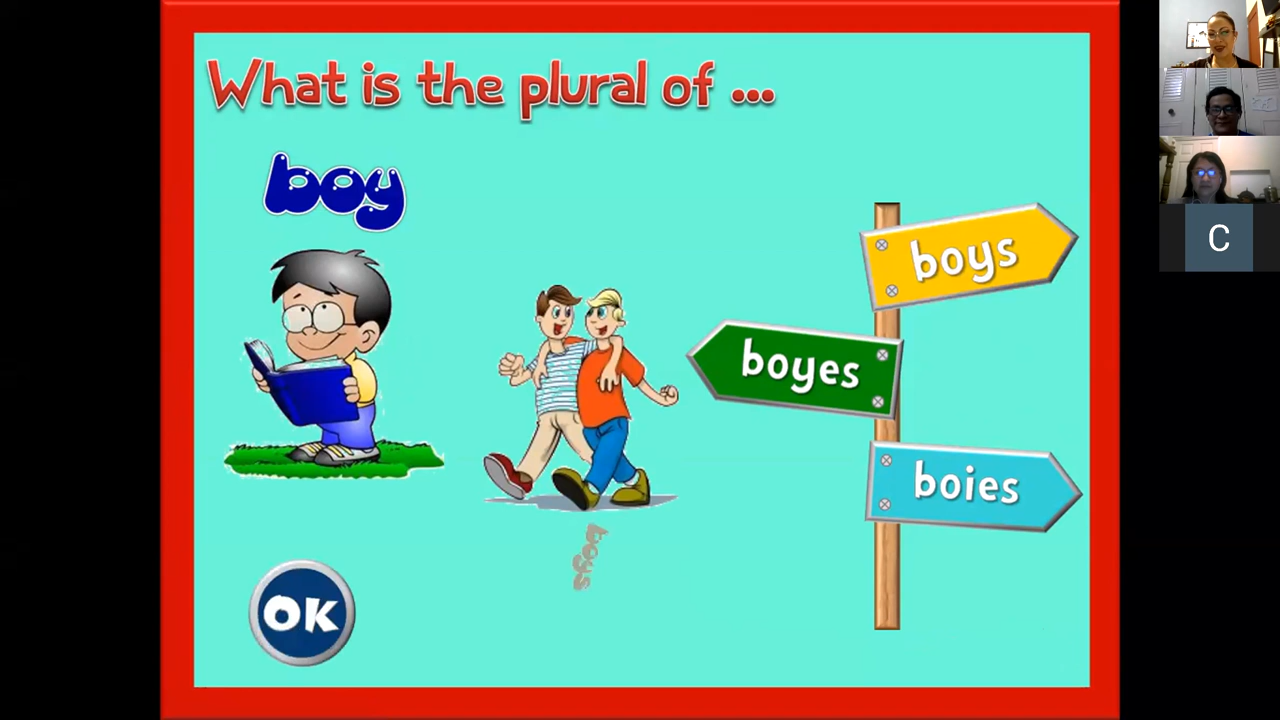 What is the plural of ...
boy
boys
boyes
boies
boys
OK
C